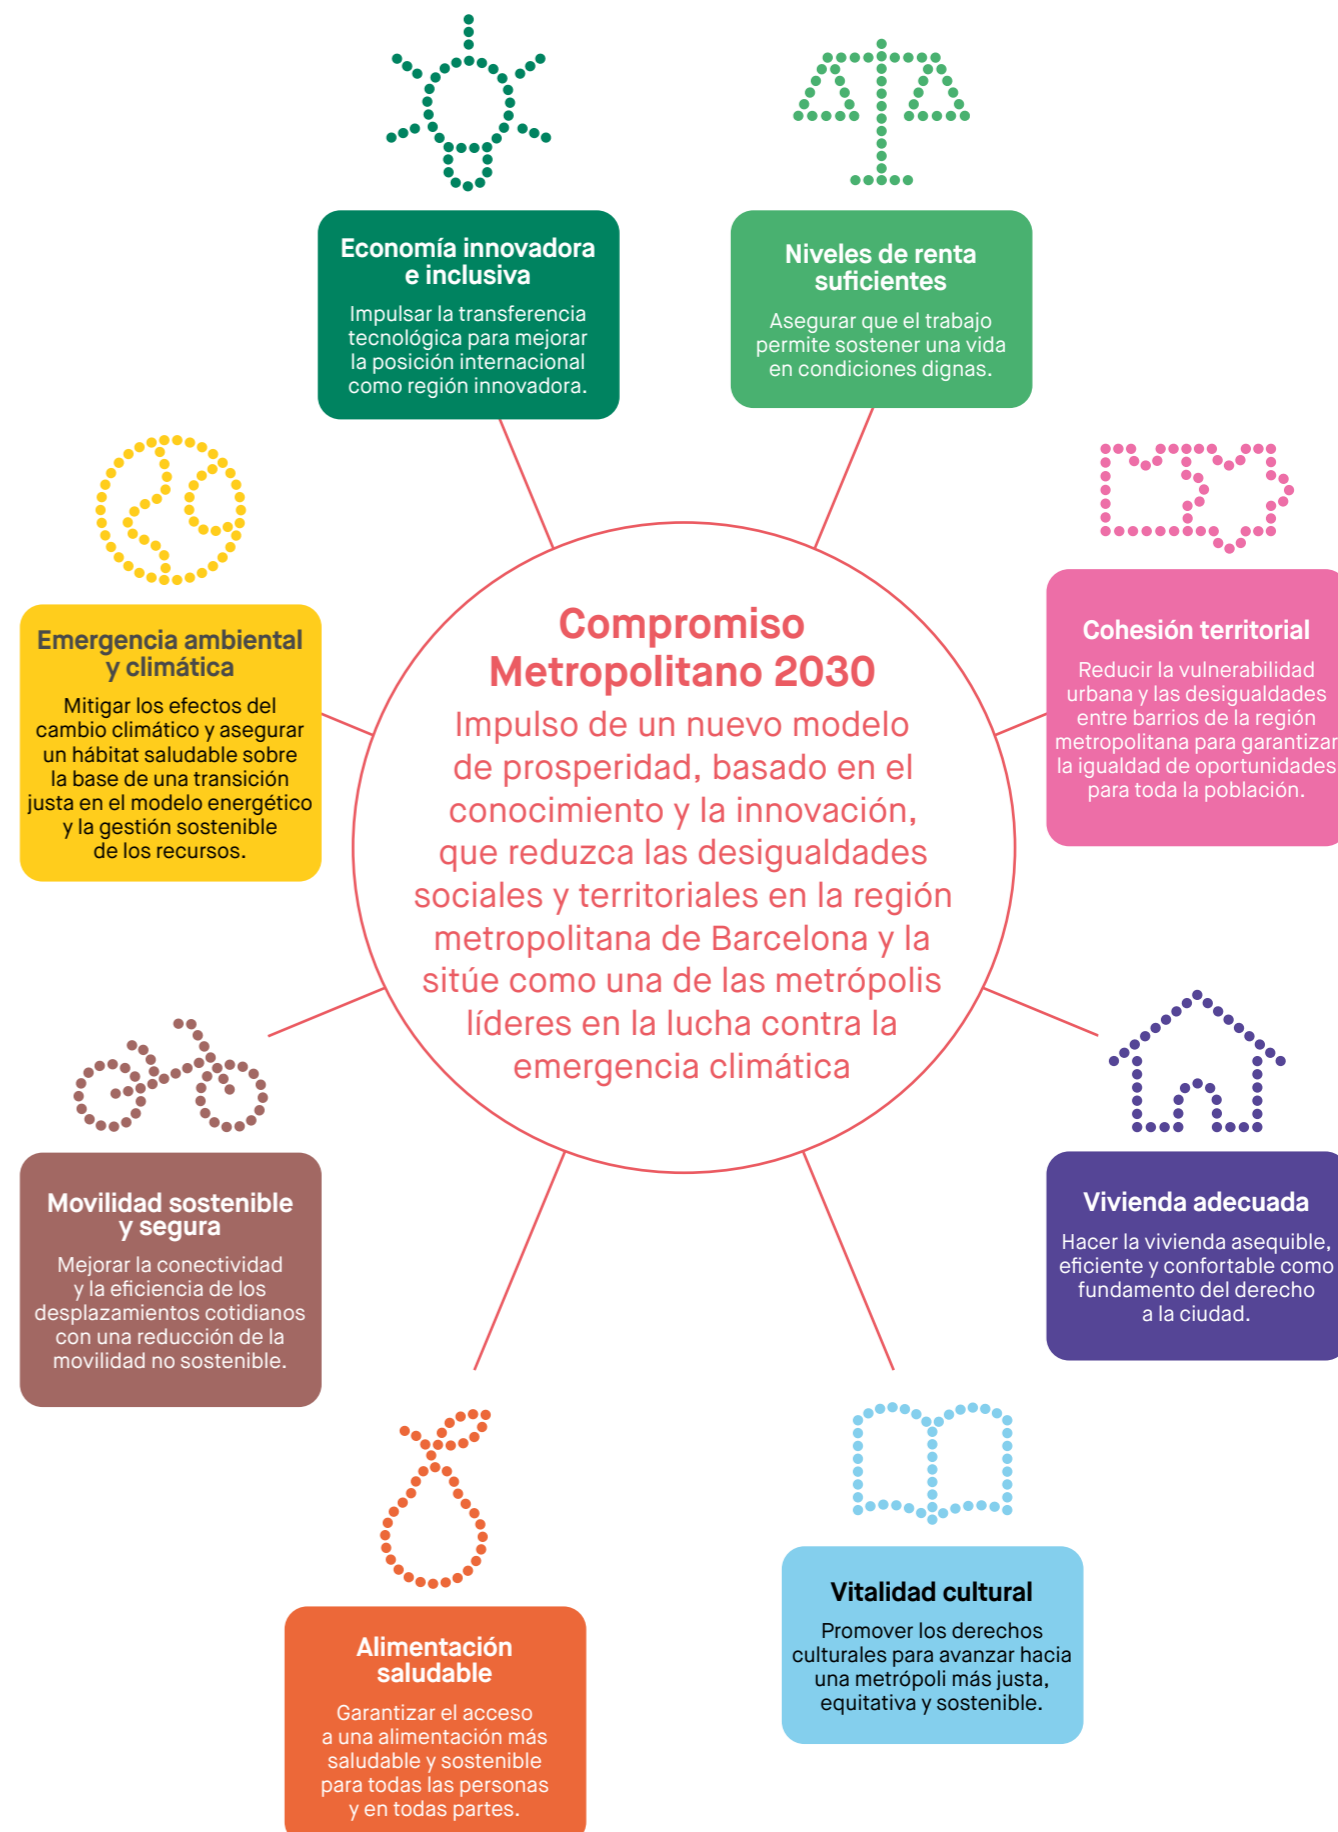 Economía innovadora
e inclusiva
Impulsar la transferencia
tecnológica para mejorar
la posición internacional
como región innovadora.
Niveles de renta
suficientes
Asegurar que el trabajo
permite sostener una vida
en condiciones dignas.
Emergencia ambiental
y climática
Mitigar los efectos del
cambio climático y asegurar
un hábitat saludable sobre
la base de una transición
justa en el modelo energético
y la gestión sostenible
de los recursos.
Compromiso
Metropolitano 2030
Impulso de un nuevo modelo
de prosperidad, basado en el
conocimiento y la innovación,
que reduzca las desigualdades
sociales y territoriales en la región
metropolitana de Barcelona y la
sitúe como una de las metrópolis
líderes en la lucha contra la
emergencia climática
Cohesión territorial
Reducir la vulnerabilidad
urbana y las desigualdades
entre barrios de la región
metropolitana para garantizar
la igualdad de oportunidades
para toda la población.
Movilidad sostenible
y segura
Mejorar la conectividad
y la eficiencia de los
desplazamientos cotidianos
con una reducción de la
movilidad no sostenible.
Vivienda adecuada
Hacer la vivienda asequible,
eficiente y confortable como
fundamento del derecho
a la ciudad.
Alimentación
saludable
Garantizar el acceso
a una alimentación más
saludable y sostenible
para todas las personas
y en todas partes.
Vitalidad cultural
Promover los derechos
culturales para avanzar hacia
una metrópoli más justa,
equitativa y sostenible.